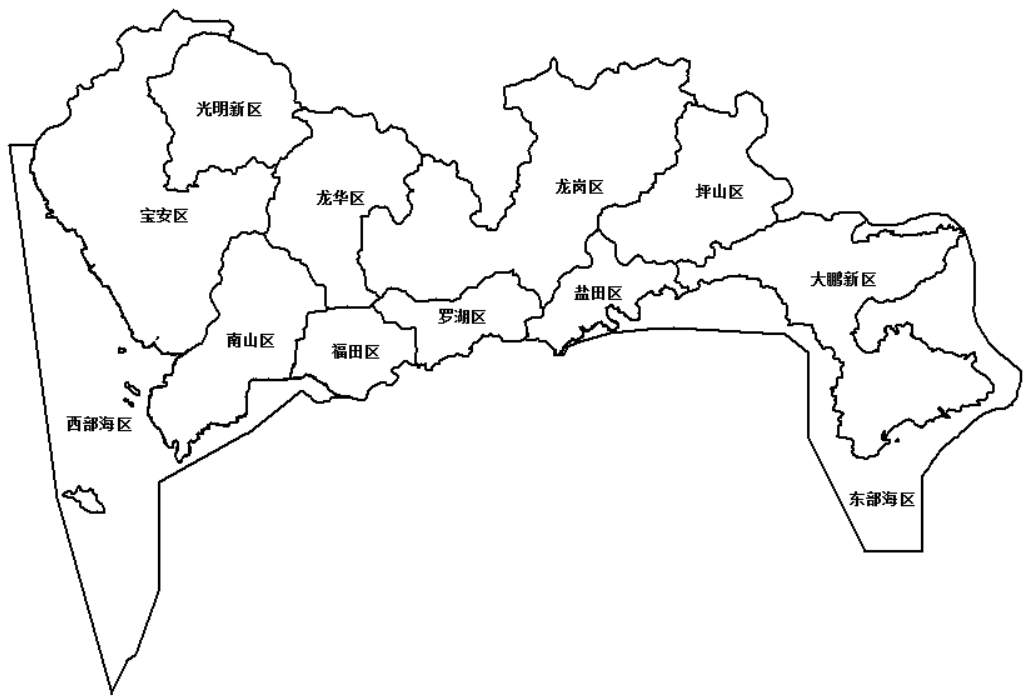 光明新区
龙岗区
坪山区
龙华区
宝安区
大鹏新区
盐田区
罗湖区
南山区
福田区
西部海区
东部海区